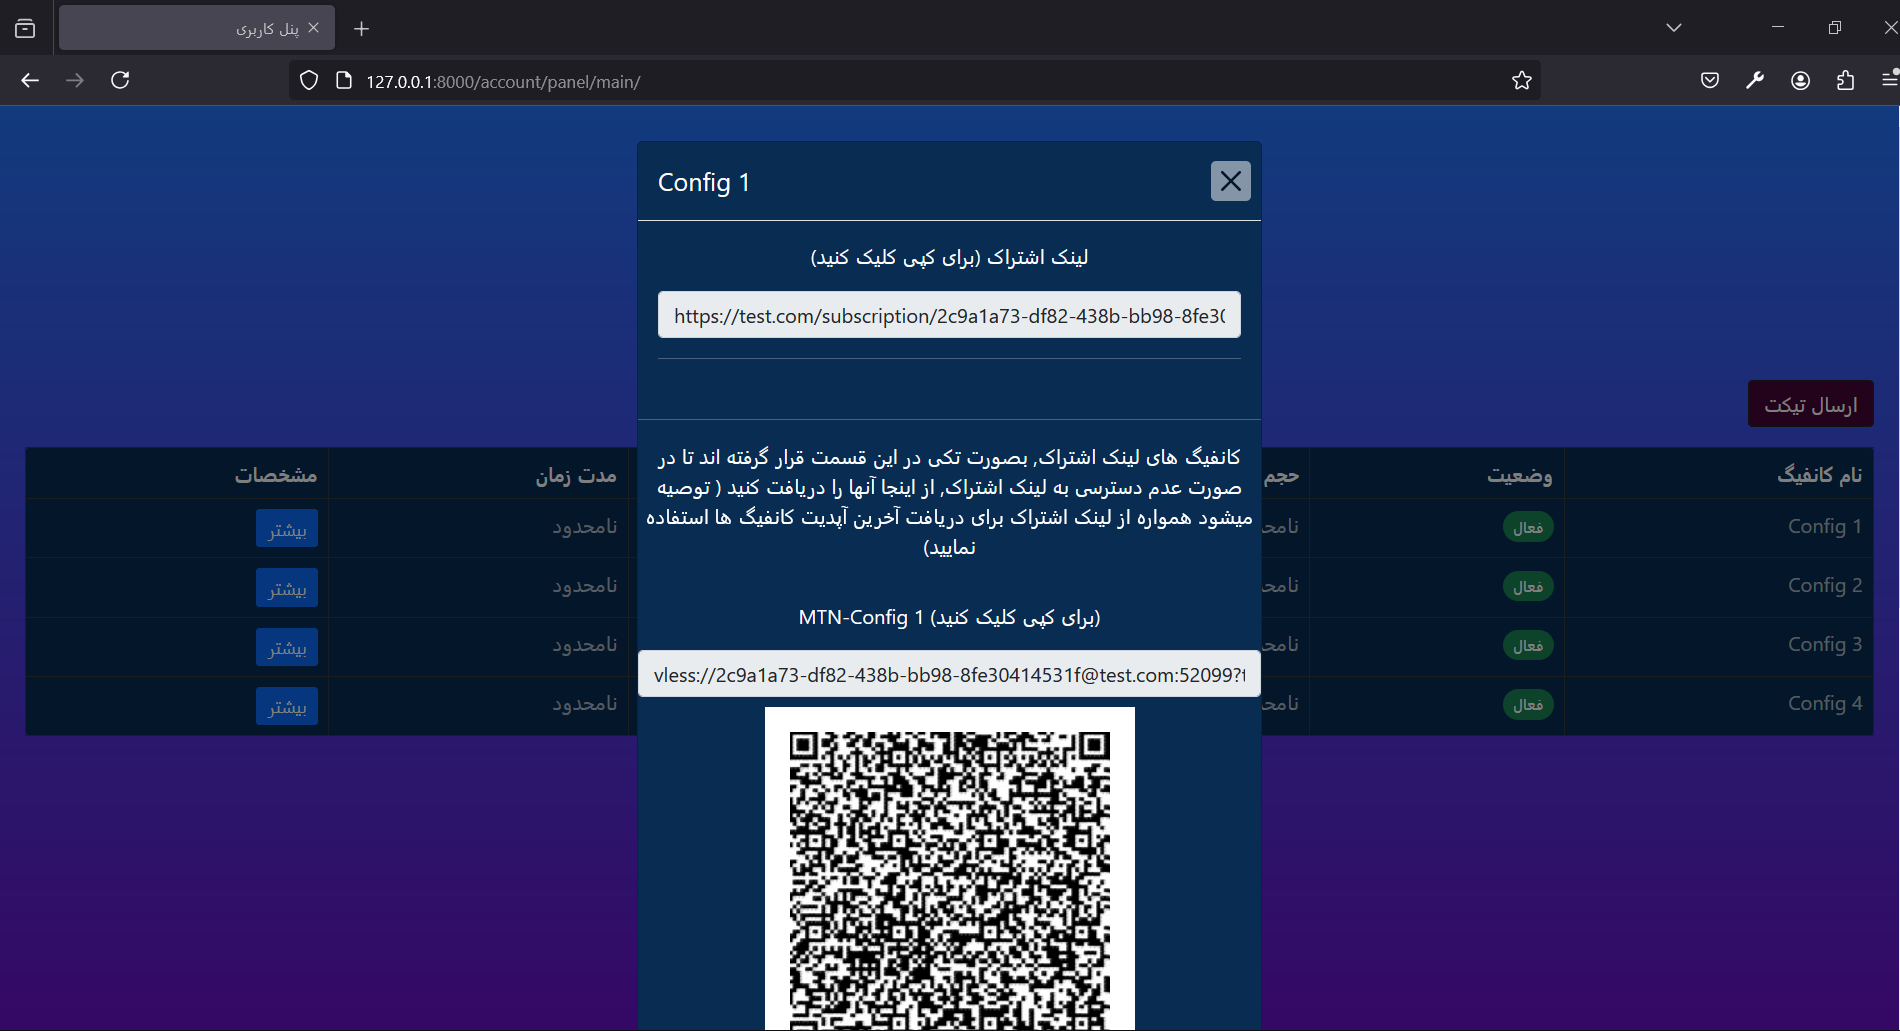 پنل کاربری
127.0.0.1:8000/account/panel/main/
Config 1
لینک اشتراک (برای کپی کلیک کنید)
https://test.com/subscription/2c9a1a73-df82-438b-bb98-8fe30
کانفیگ های لینک اشتراک, بصورت تکی در این قسمت قرار گرفته اند تا در
صورت عدم دسترسی به لینک اشتراک, از اینجا آنها را دریافت کنید ( توصیه
میشود همواره از لینک اشتراک برای دریافت آخرین آپدیت کانفیگ ها استفاده
نمایید)
MTN-Config 1 (برای کپی کلیک کنید)
vless://2c9a1a73-df82-438b-bb98-8fe30414531f@test.com:52099?
ارسال تیکت
نام کانفیگ وضعیت حجم مدت زمان مشخصات
Config 1 فعال نامحدود بیشتر
Config 2 فعال نامحدود بیشتر
Config 3 فعال نامحدود بیشتر
Config 4 فعال نامحدود بیشتر